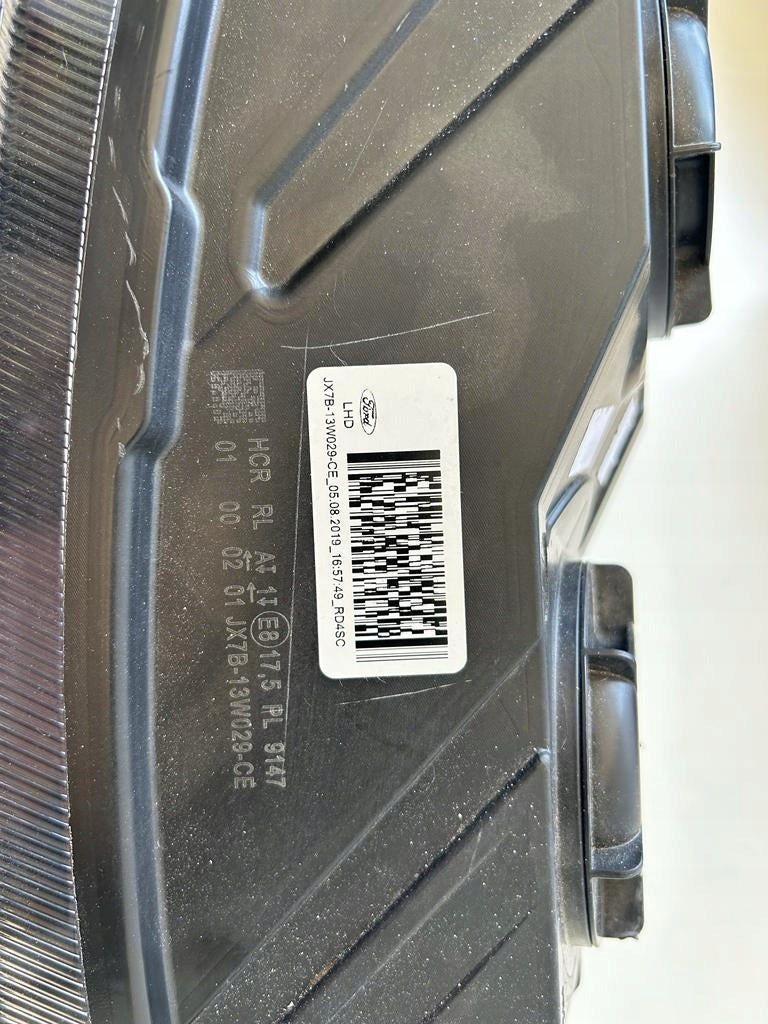 Ford
LHD
JX7B-13W029-CE_05.08.2019_16:57:49_RD4SC
HCR RL A 1 E8 17,5 PL 9147
01 00 02 01 JX7B-13W029-CE